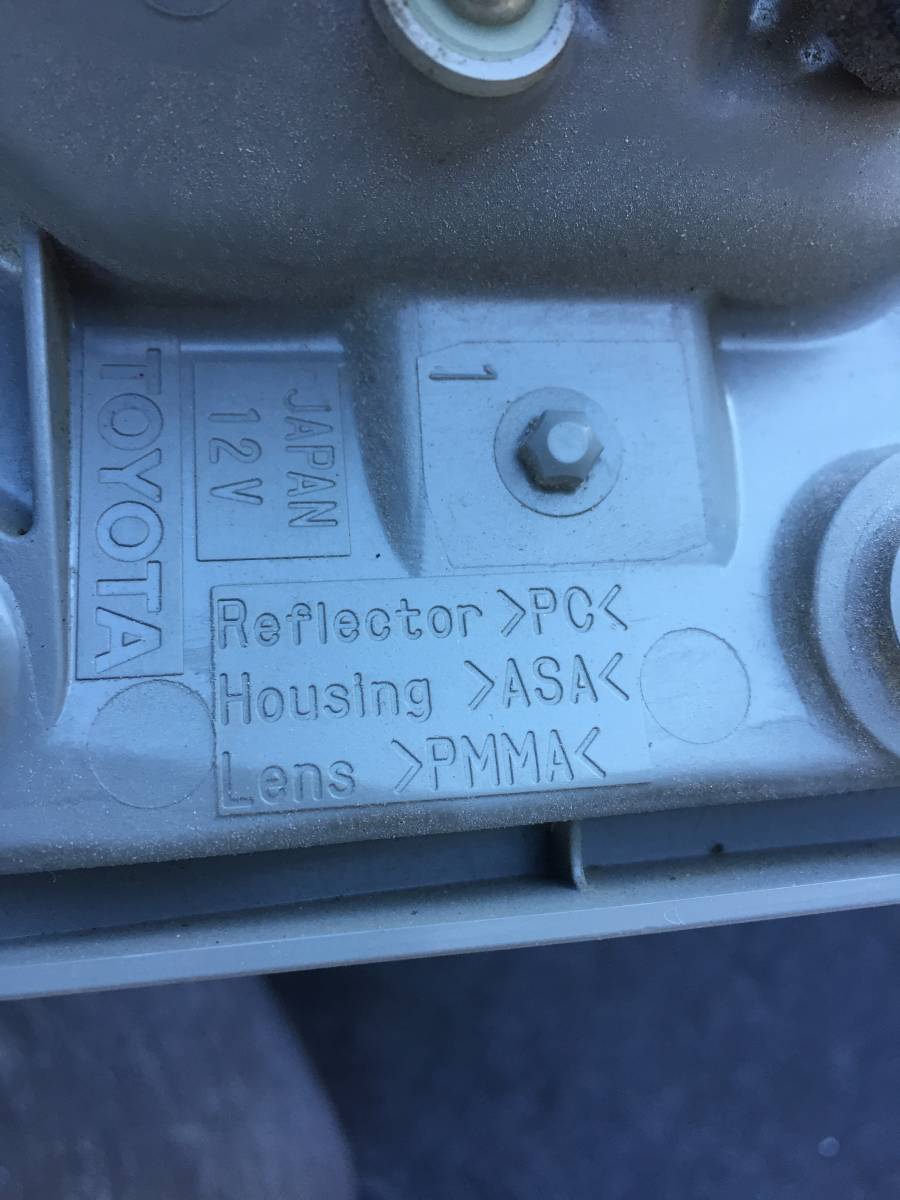 TOYOTA
JAPAN
12V
1
Reflector >PC<
Housing >ASA<
Lens >PMMA<